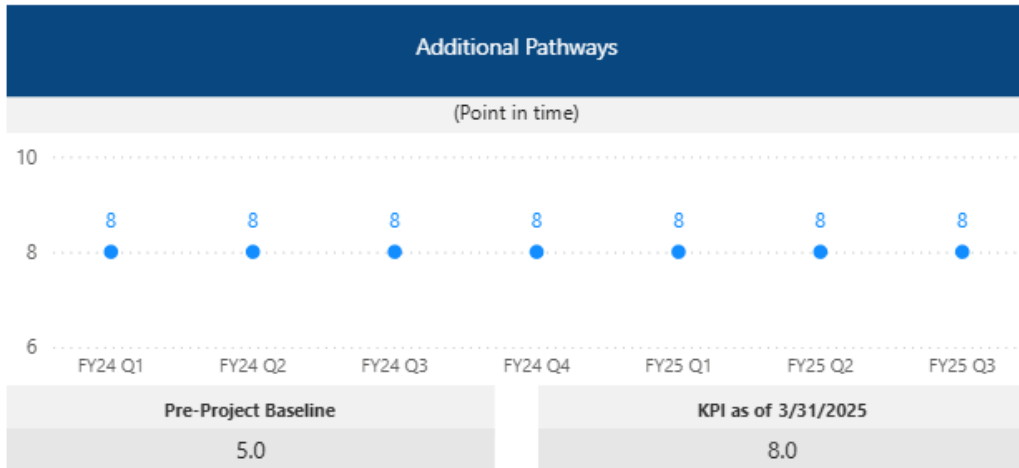 Additional Pathways
(Point in time)
10
8 8 8 8 8 8 8
8
6
FY24 Q1 FY24 Q2 FY24 Q3 FY24 Q4 FY25 Q1 FY25 Q2 FY25 Q3
Pre-Project Baseline KPI as of 3/31/2025
5.0 8.0